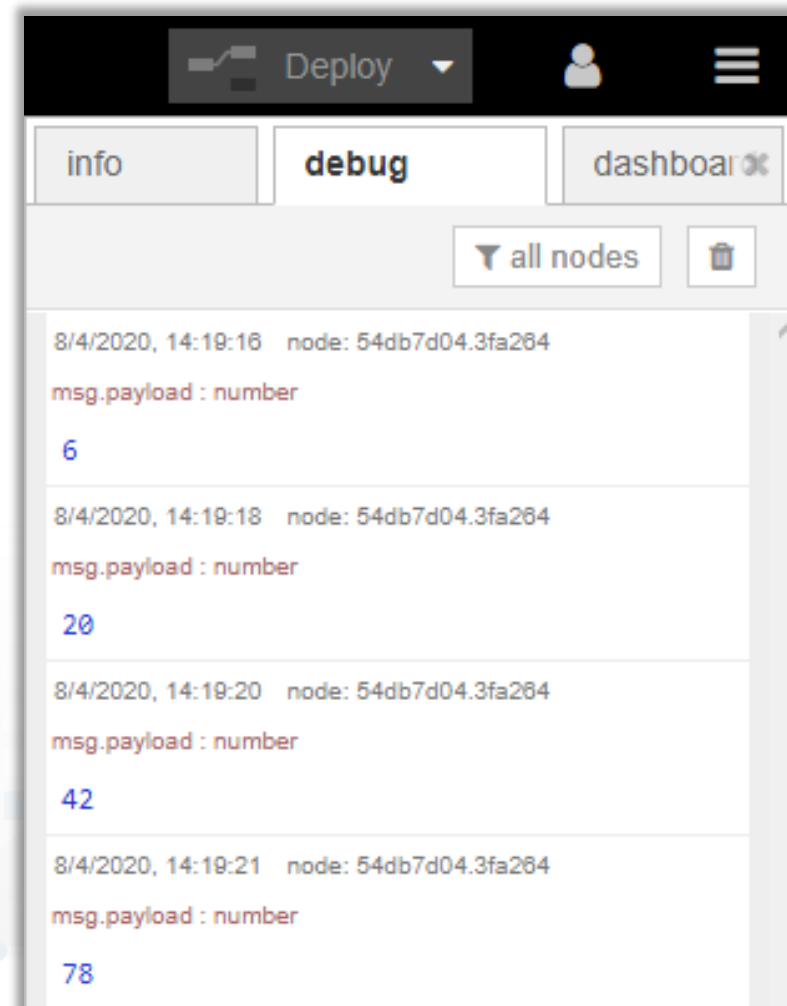 Deploy
info debug dashboar
all nodes
8/4/2020, 14:19:16 node: 54db7d04.3fa264
msg.payload : number
6
8/4/2020, 14:19:18 node: 54db7d04.3fa264
msg.payload : number
20
8/4/2020, 14:19:20 node: 54db7d04.3fa264
msg.payload : number
42
8/4/2020, 14:19:21 node: 54db7d04.3fa264
msg.payload : number
78